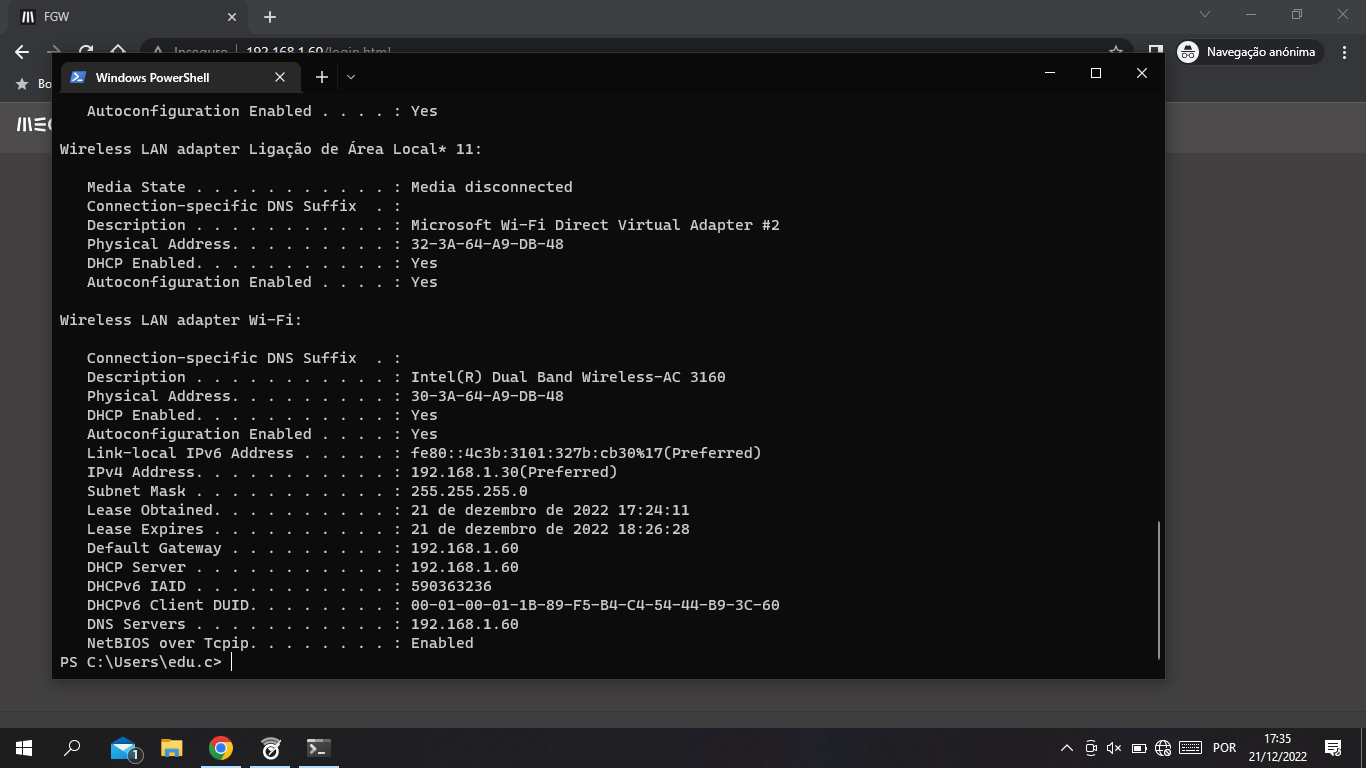 FGW
Inseguro 192.168.1.60/login.html
Navegação anónima
Windows PowerShell
Autoconfiguration Enabled . . . . : Yes
Wireless LAN adapter Ligação de Área Local* 11:
Media State . . . . . . . . . . . : Media disconnected
Connection-specific DNS Suffix . :
Description . . . . . . . . . . . : Microsoft Wi-Fi Direct Virtual Adapter #2
Physical Address. . . . . . . . . : 32-3A-64-A9-DB-48
DHCP Enabled. . . . . . . . . . . : Yes
Autoconfiguration Enabled . . . . : Yes
Wireless LAN adapter Wi-Fi:
Connection-specific DNS Suffix . :
Description . . . . . . . . . . . : Intel(R) Dual Band Wireless-AC 3160
Physical Address. . . . . . . . . : 30-3A-64-A9-DB-48
DHCP Enabled. . . . . . . . . . . : Yes
Autoconfiguration Enabled . . . . : Yes
Link-local IPv6 Address . . . . . : fe80::4c3b:3101:327b:cb30%17(Preferred)
IPv4 Address. . . . . . . . . . . : 192.168.1.30(Preferred)
Subnet Mask . . . . . . . . . . . : 255.255.255.0
Lease Obtained. . . . . . . . . . : 21 de dezembro de 2022 17:24:11
Lease Expires . . . . . . . . . . : 21 de dezembro de 2022 18:26:28
Default Gateway . . . . . . . . . : 192.168.1.60
DHCP Server . . . . . . . . . . . : 192.168.1.60
DHCPv6 IAID . . . . . . . . . . . : 590363236
DHCPv6 Client DUID. . . . . . . . : 00-01-00-01-1B-89-F5-B4-C4-54-44-B9-3C-60
DNS Servers . . . . . . . . . . . : 192.168.1.60
NetBIOS over Tcpip. . . . . . . . : Enabled
PS C:\Users\edu.c>
1
POR
17:35
21/12/2022